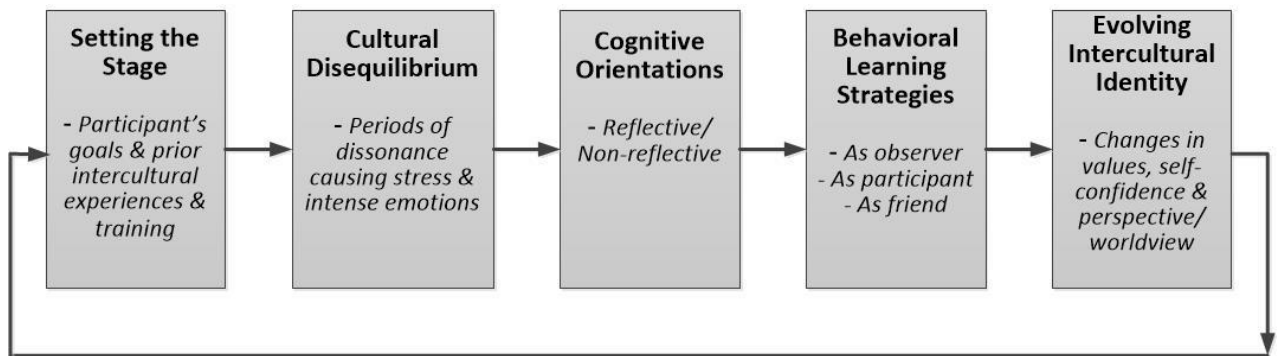 Setting the
Stage
- Participant's
goals & prior
intercultural
experiences &
training
Cultural
Disequilibrium
- Periods of
dissonance
causing stress &
intense emotions
Cognitive
Orientations
- Reflective/
Non-reflective
Behavioral
Learning
Strategies
- As observer
- As participant
- As friend
Evolving
Intercultural
Identity
- Changes in
values, self-
confidence &
perspective/
worldview